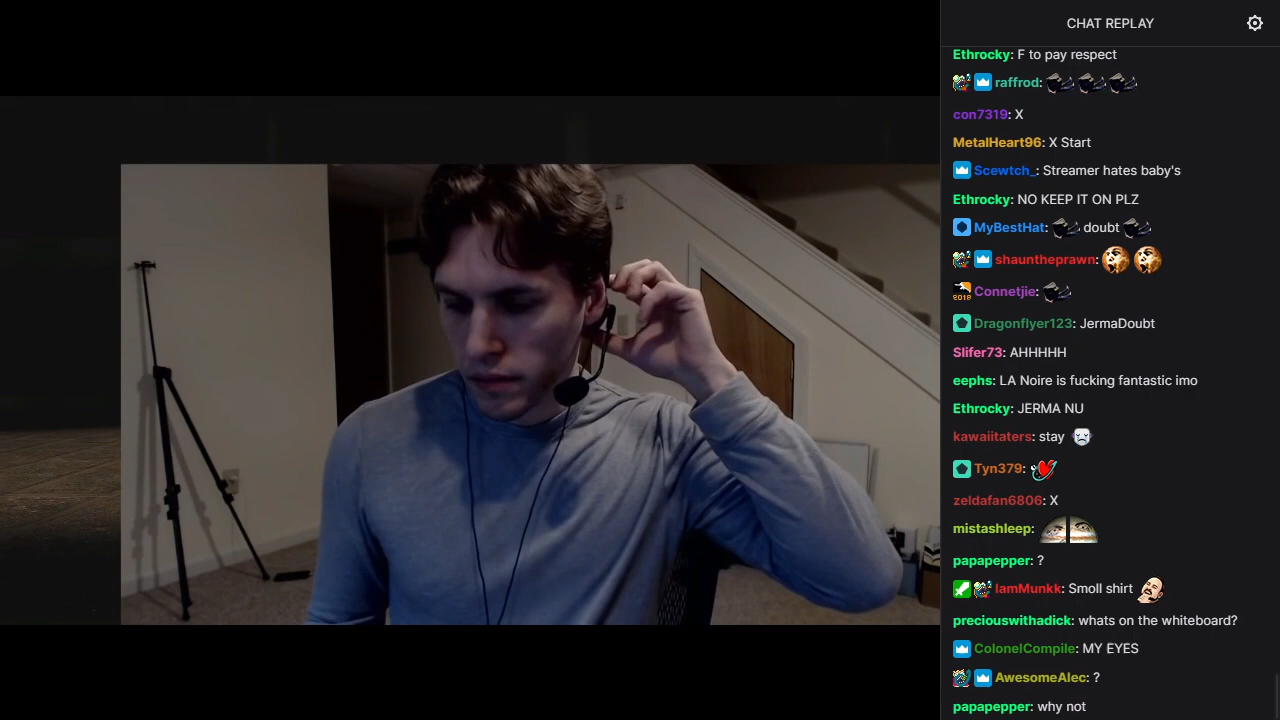 CHAT REPLAY
Ethrocky: F to pay respect
raffrod:
con7319: X
MetalHeart96: X Start
Scewtch_: Streamer hates baby's
Ethrocky: NO KEEP IT ON PLZ
MyBestHat: doubt
shauntheprawn:
2018 Connetjie:
Dragonflyer123: JermaDoubt
Slifer73: AHHHHH
eephs: LA Noire is fucking fantastic imo
Ethrocky: JERMA NU
kawaiitaters: stay
Tyn379:
zeldafan6806: X
mistashleep:
papapepper: ?
IamMunkk: Smoll shirt
preciouswithadick: whats on the whiteboard?
ColonelCompile: MY EYES
AwesomeAlec: ?
papapepper: why not